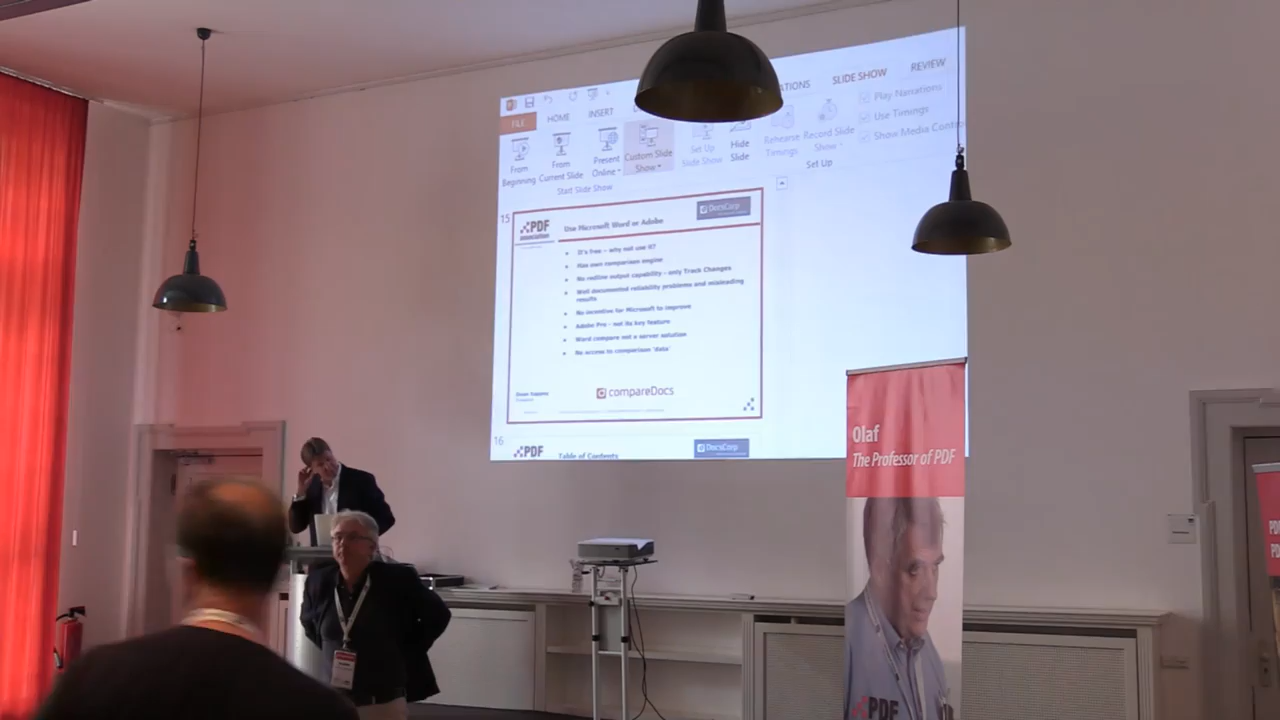 SLIDE SHOW
REVIEW
FILE
HOME
INSERT
From
Beginning
From
Current Slide
Present
Online
Custom Slide
Show
Set Up
Slide Show
Hide
Slide
Rehearse
Timings
Record Slide
Show
Play Narrations
Use Timings
Show Media
Start Slide Show
Set Up
15
PDF
association
Use Microsoft Word or Adobe
DocsCorp
It's free – why not use it?
Has own comparison engine
No redline output capability – only Track Changes
Well documented reliability problems and misleading
results
No incentive for Microsoft to improve
Adobe Pro – not its key feature
Word compare not a server solution
No access to comparison 'data'
compareDocs
16
PDF
Table of Contents
DocsCorp
Olaf
The Professor of PDF
PDF